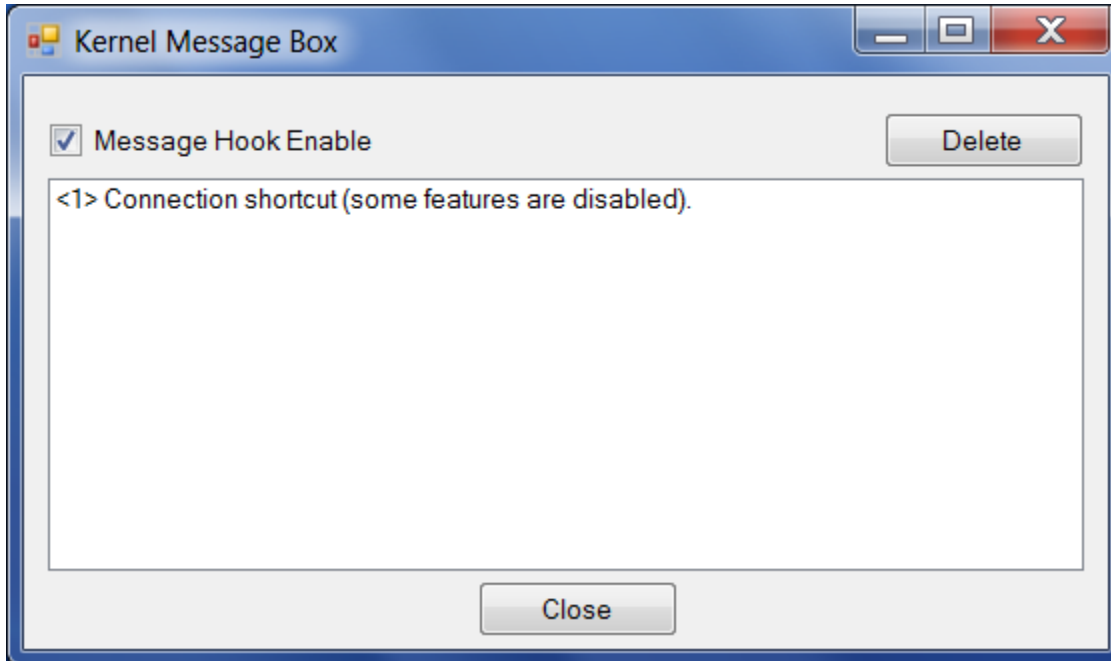 Kernel Message Box
Message Hook Enable
Delete
<1> Connection shortcut (some features are disabled).
Close